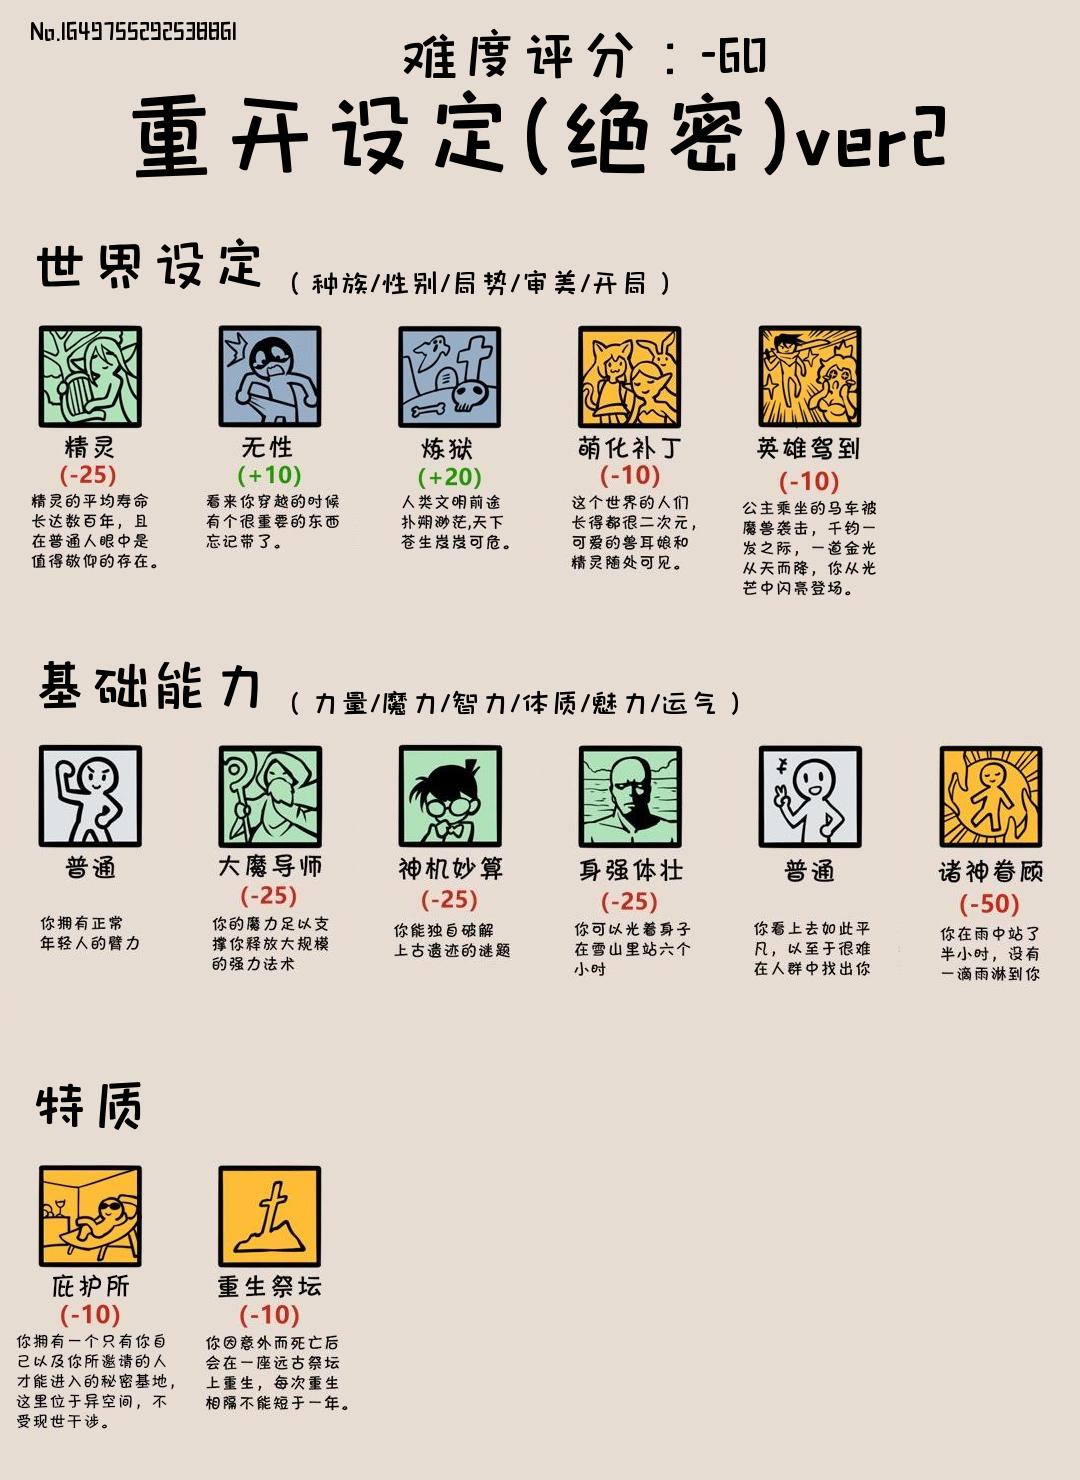 No.1649755292538861
难度评分：-60
重开设定(绝密)ver2
世界设定 （种族/性别/局势/审美/开局）
精灵
(-25)
精灵的平均寿命
长达数百年，且
在普通人眼中是
值得敬仰的存在。
无性
(+10)
看来你穿越的时候
有个很重要的东西
忘记带了。
炼狱
(+20)
人类文明前途
扑朔渺茫,天下
苍生岌岌可危。
萌化补丁
(-10)
这个世界的人们
长得都很二次元，
可爱的兽耳娘和
精灵随处可见。
英雄驾到
(-10)
公主乘坐的马车被
魔兽袭击，千钧一
发之际，一道金光
从天而降，你从光
芒中闪亮登场。
基础能力 （力量/魔力/智力/体质/魅力/运气）
普通
你拥有正常
年轻人的臂力
大魔导师
(-25)
你的魔力足以支
撑你释放大规模
的强力法术
神机妙算
(-25)
你能独自破解
上古遗迹的谜题
身强体壮
(-25)
你可以光着身子
在雪山里站六个
小时
普通
你看上去如此平
凡，以至于很难
在人群中找出你
诸神眷顾
(-50)
你在雨中站了
半小时，没有
一滴雨淋到你
特质
庇护所
(-10)
你拥有一个只有你自
己以及你所邀请的人
才能进入的秘密基地，
这里位于异空间，不
受现世干涉。
重生祭坛
(-10)
你因意外而死亡后
会在一座远古祭坛
上重生，每次重生
相隔不能短于一年。